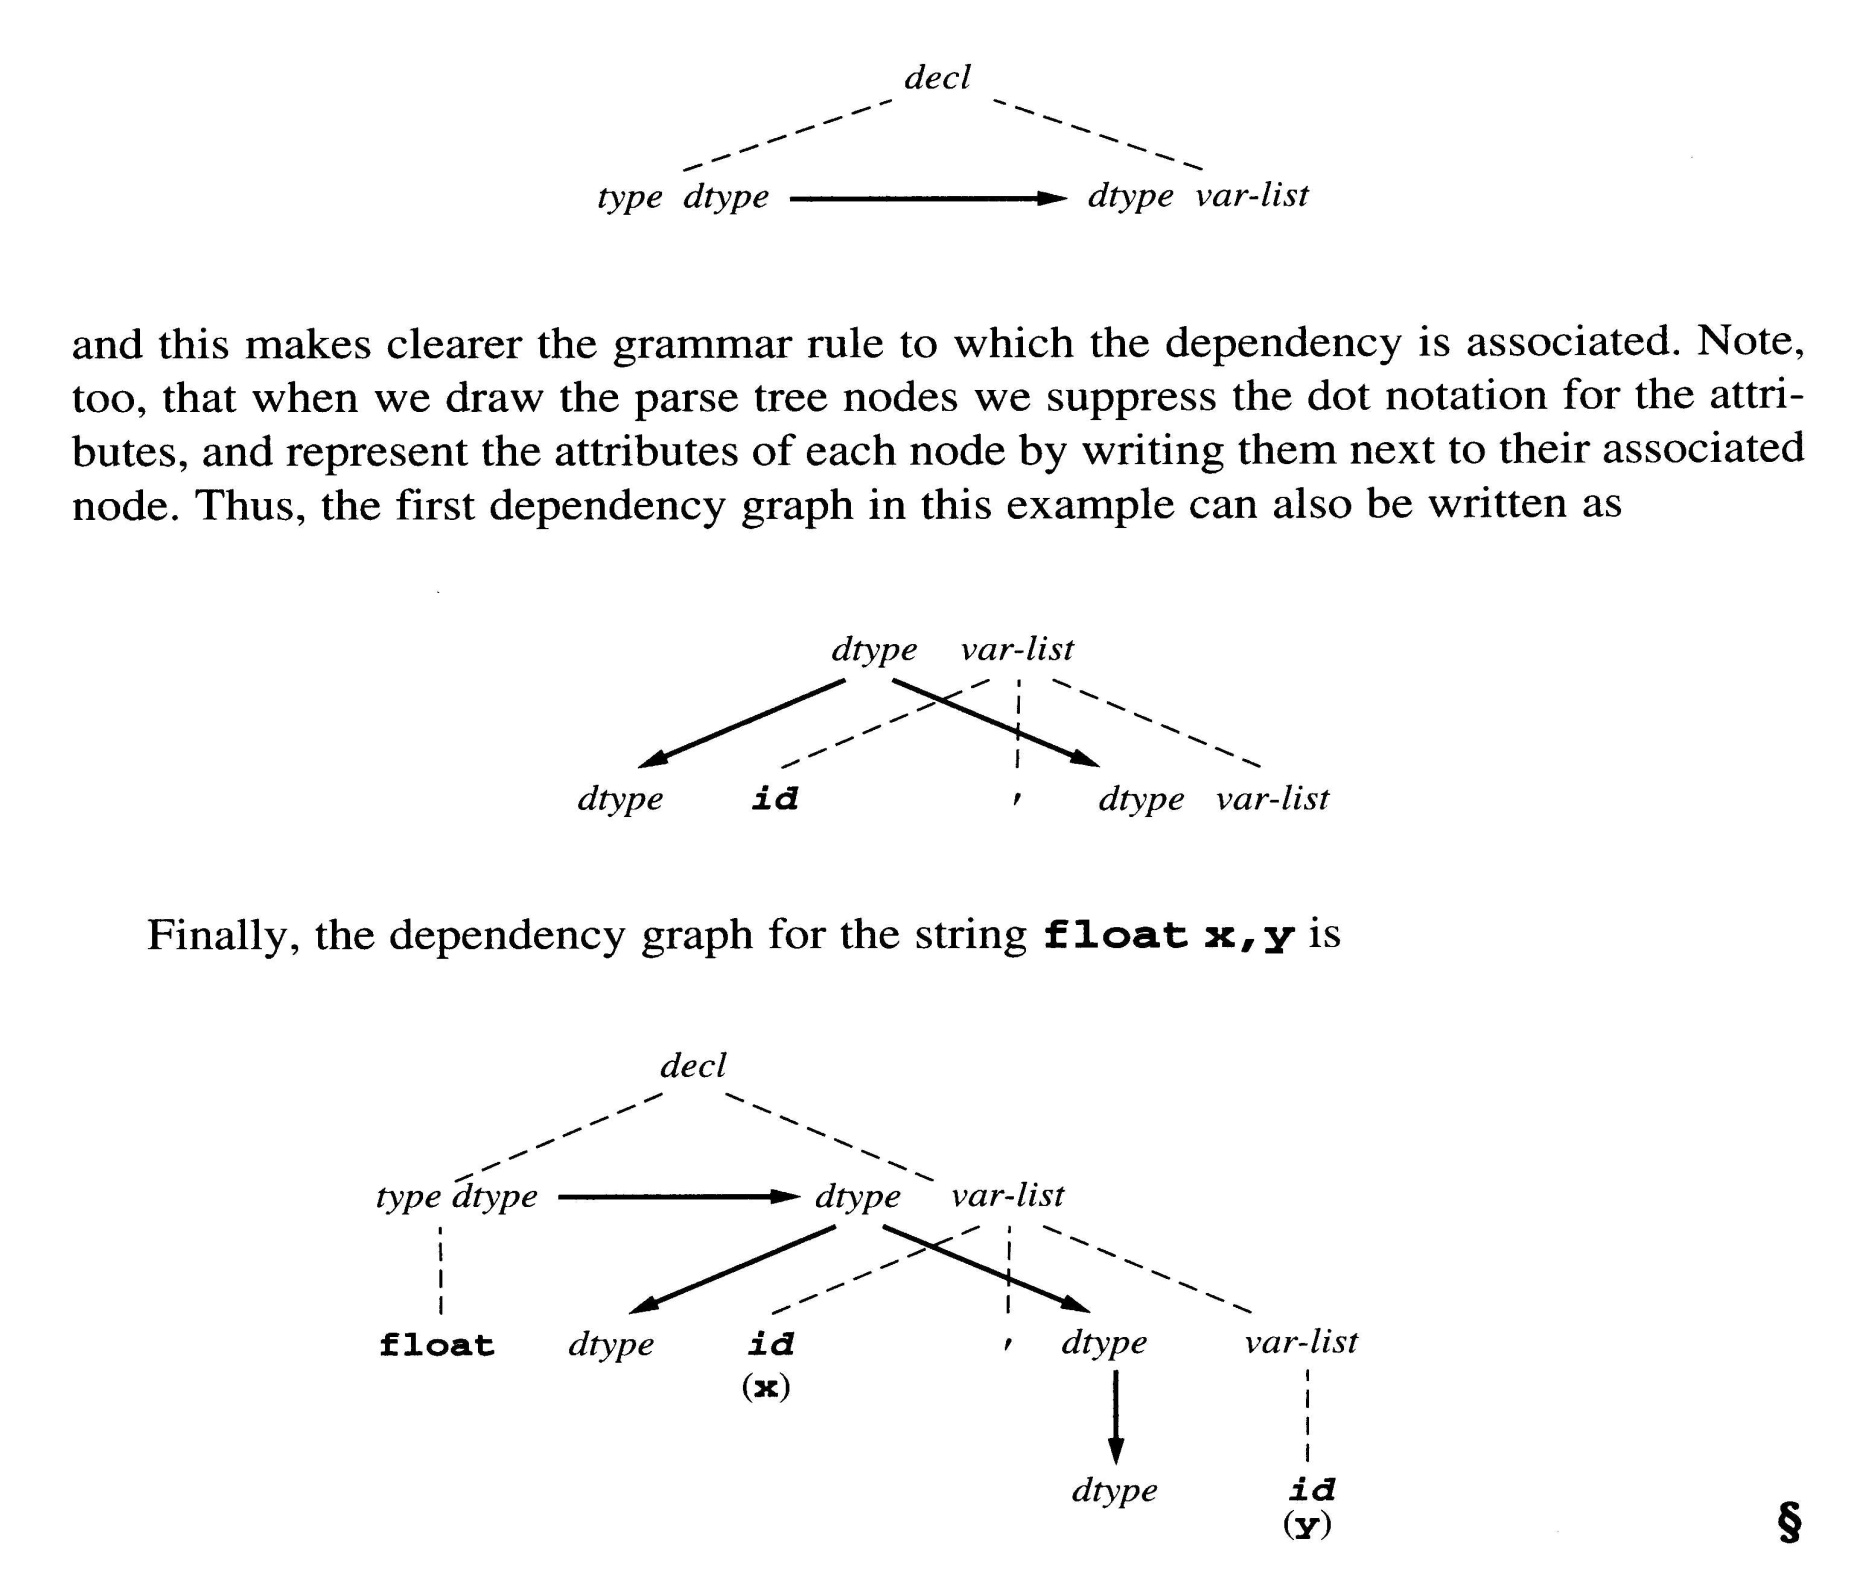 decl
type dtype dtype var-list
and this makes clearer the grammar rule to which the dependency is associated. Note,
too, that when we draw the parse tree nodes we suppress the dot notation for the attri-
butes, and represent the attributes of each node by writing them next to their associated
node. Thus, the first dependency graph in this example can also be written as
dtype var-list
dtype id , dtype var-list
Finally, the dependency graph for the string float x,y is
decl
type dtype dtype var-list
float dtype id , dtype var-list
(x)
dtype id
(y)
§